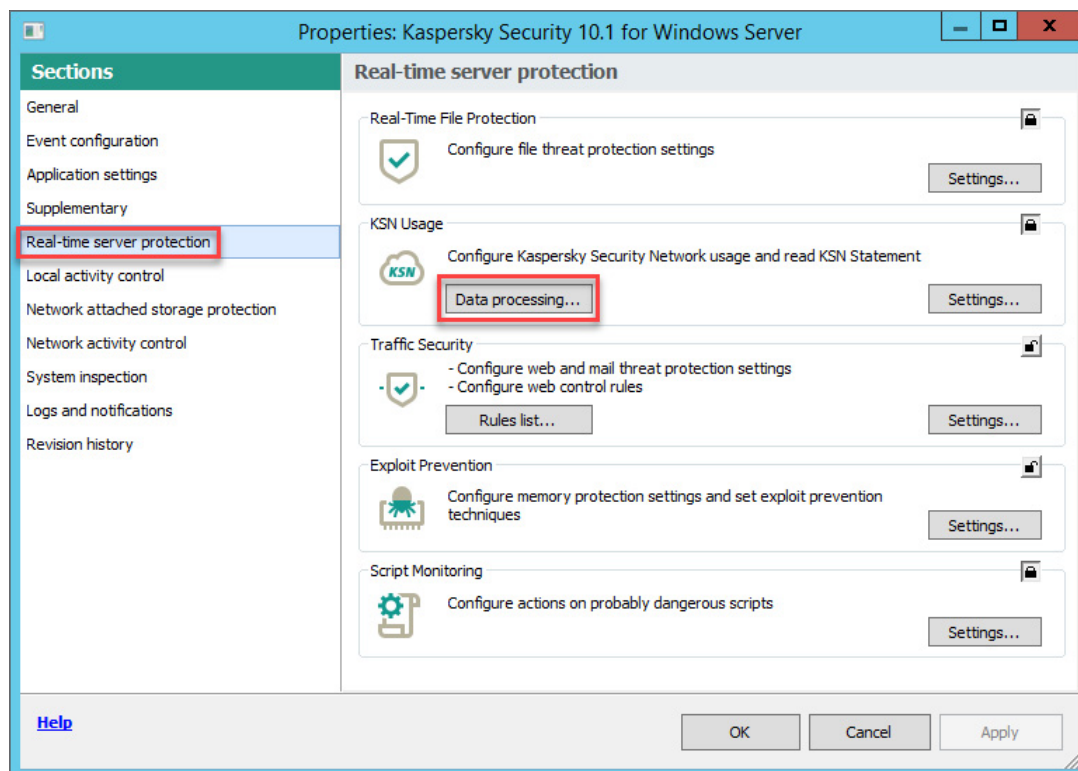 Properties: Kaspersky Security 10.1 for Windows Server
Sections
General
Event configuration
Application settings
Supplementary
Real-time server protection
Local activity control
Network attached storage protection
Network activity control
System inspection
Logs and notifications
Revision history
Real-time server protection
Real-Time File Protection
Configure file threat protection settings
Settings...
KSN Usage
KSN
Configure Kaspersky Security Network usage and read KSN Statement
Data processing...
Settings...
Traffic Security
- Configure web and mail threat protection settings
- Configure web control rules
Rules list...
Settings...
Exploit Prevention
Configure memory protection settings and set exploit prevention
techniques
Settings...
Script Monitoring
Configure actions on probably dangerous scripts
Settings...
Help
OK
Cancel
Apply